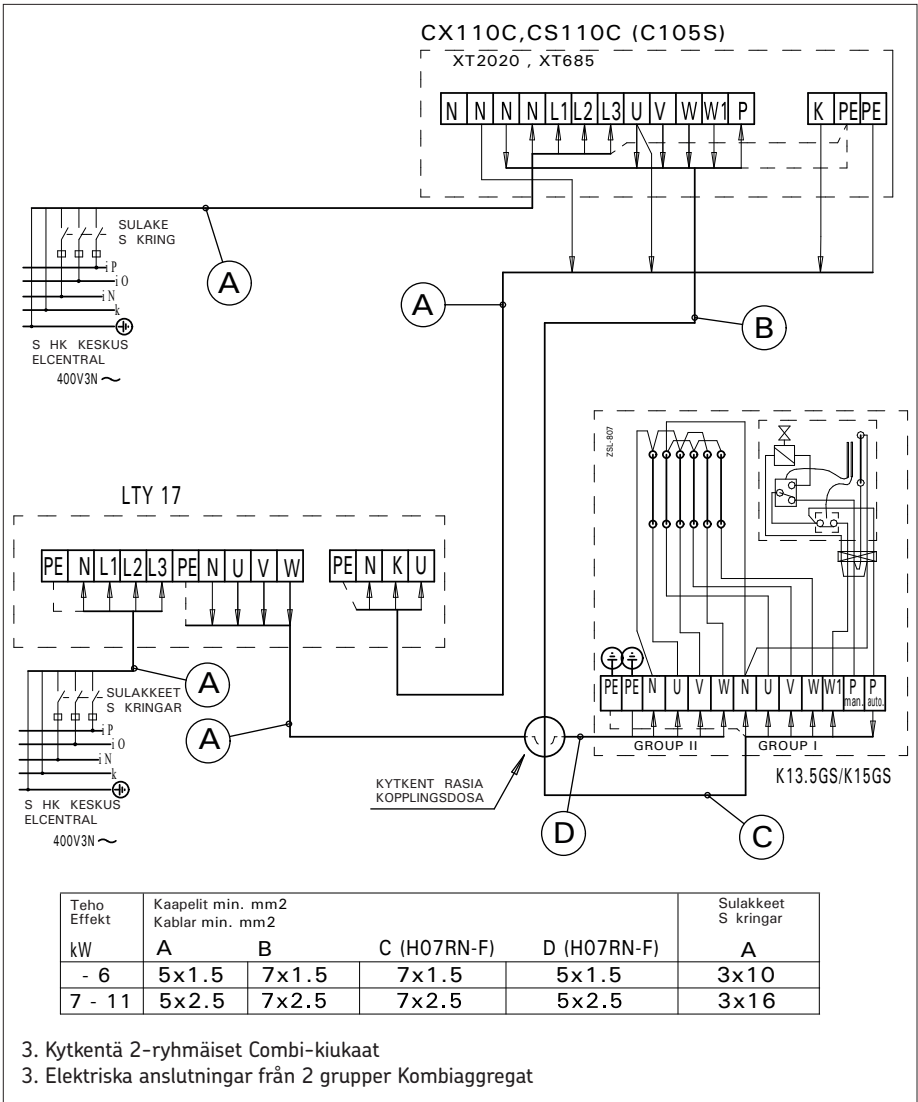 CX110C,CS110C (C105S)
XT2020 , XT685
N N N N L1 L2 L3 U V W W1 P K PE PE
SULAKE
S KRING
A
A
B
i P
i O
i N
k
S HK KESKUS
ELCENTRAL
400V3N ~
ZSL-807
LTY 17
PE N L1 L2 L3 PE N U V W PE N K U
A
A
SULAKKEET
S KRINGAR
i P
i O
i N
k
S HK KESKUS
ELCENTRAL
400V3N ~
PE PE N U V W N U V W W1 P man. P auto.
GROUP II GROUP I
K13.5GS/K15GS
KYTKENT RASIA
KOPPLINGSDOSA
D
C
Teho
Effekt
kW
Kaapelit min. mm2
Kablar min. mm2
Sulakkeet
S kringar
A B C (H07RN-F) D (H07RN-F) A
- 6 5x1.5 7x1.5 7x1.5 5x1.5 3x10
7 - 11 5x2.5 7x2.5 7x2.5 5x2.5 3x16
3. Kytkentä 2-ryhmäiset Combi-kiukaat
3. Elektriska anslutningar från 2 grupper Kombiaggregat